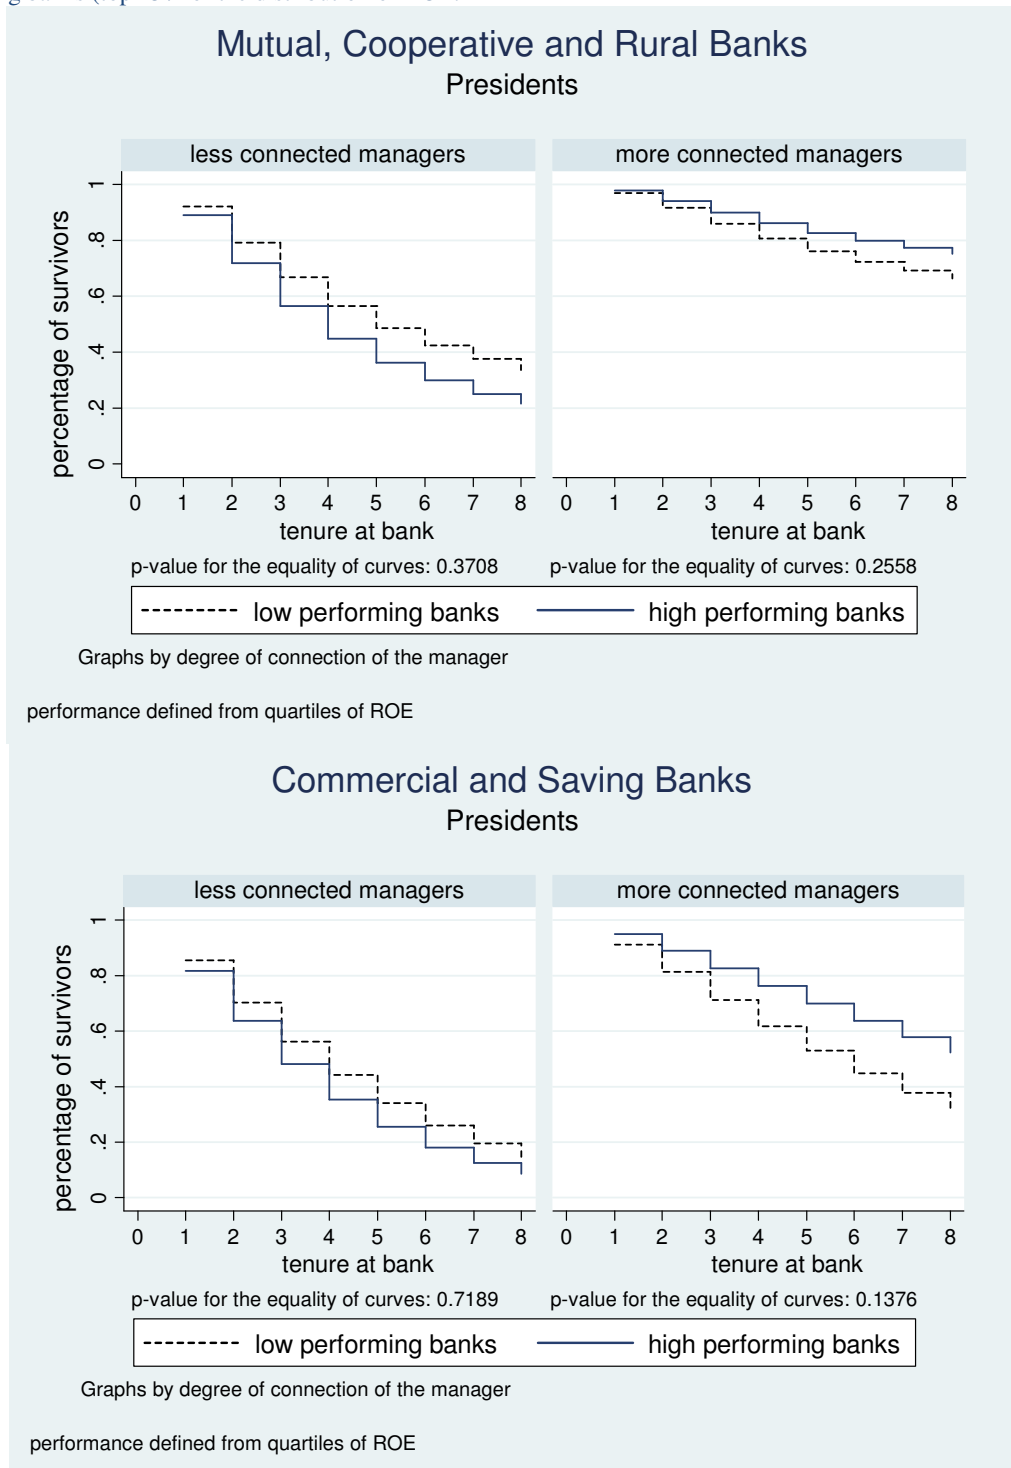 Mutual, Cooperative and Rural Banks
Presidents
less connected managers more connected managers
percentage of survivors
1
.8
.6
.4
.2
0
0 1 2 3 4 5 6 7 8 0 1 2 3 4 5 6 7 8
tenure at bank tenure at bank
p-value for the equality of curves: 0.3708 p-value for the equality of curves: 0.2558
low performing banks high performing banks
Graphs by degree of connection of the manager
performance defined from quartiles of ROE
Commercial and Saving Banks
Presidents
less connected managers more connected managers
percentage of survivors
1
.8
.6
.4
.2
0
0 1 2 3 4 5 6 7 8 0 1 2 3 4 5 6 7 8
tenure at bank tenure at bank
p-value for the equality of curves: 0.7189 p-value for the equality of curves: 0.1376
low performing banks high performing banks
Graphs by degree of connection of the manager
performance defined from quartiles of ROE